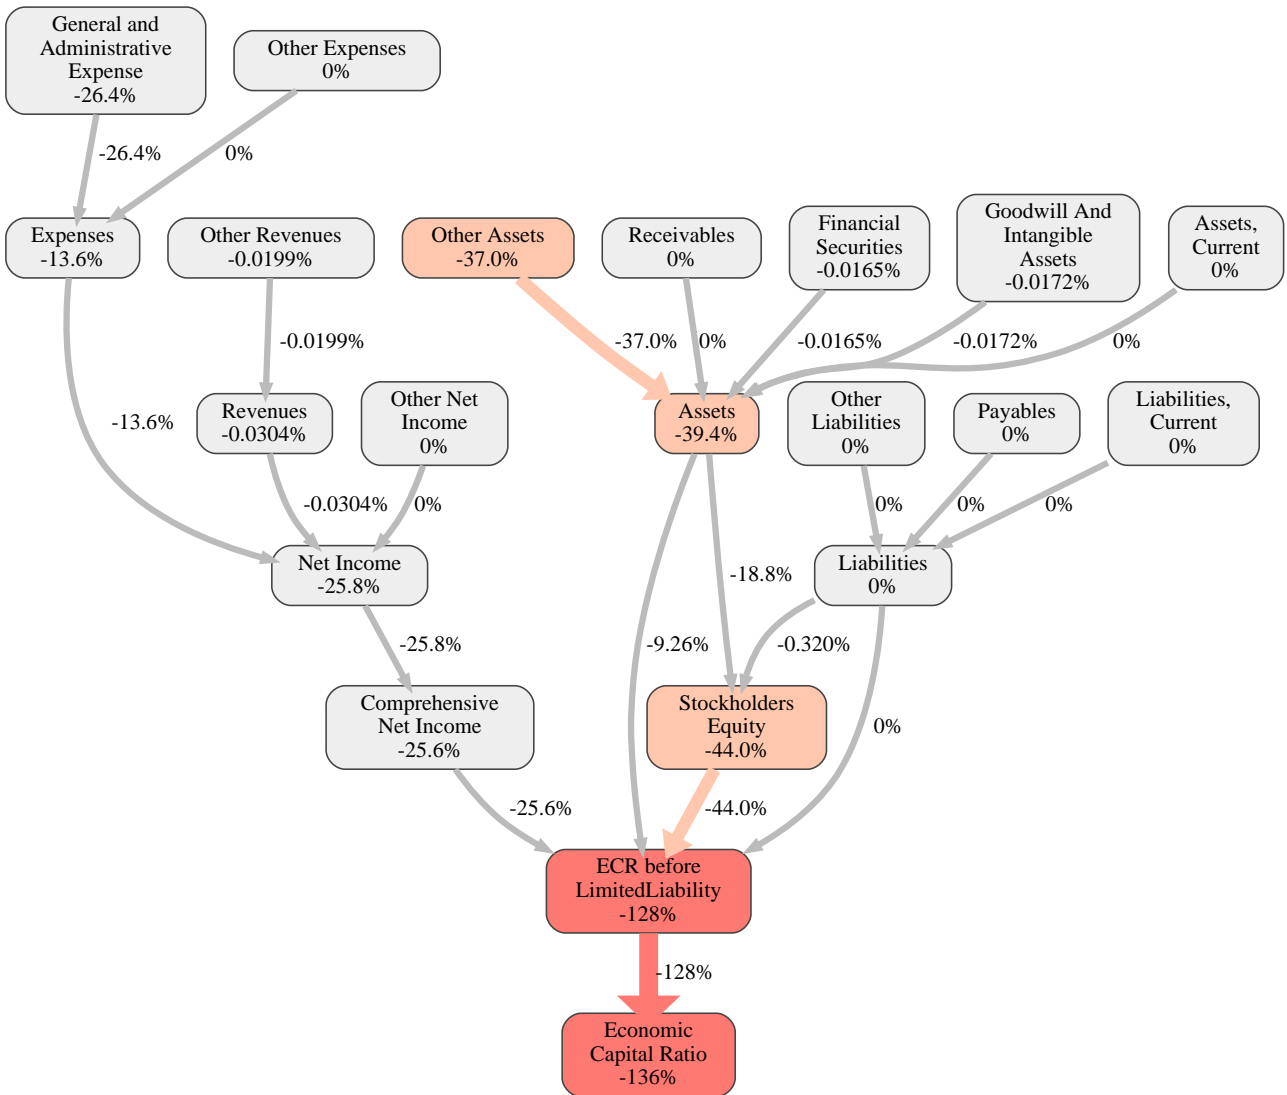 General and
Administrative
Expense
-26.4%
Other Expenses
0%
-26.4%
0%
Expenses
-13.6%
Other Revenues
-0.0199%
Other Assets
-37.0%
Receivables
0%
Financial
Securities
-0.0165%
Goodwill And
Intangible
Assets
-0.0172%
Assets,
Current
0%
-0.0199%
-37.0%
0%
-0.0165%
-0.0172%
0%
-13.6%
Revenues
-0.0304%
Other Net
Income
0%
Assets
-39.4%
Other
Liabilities
0%
Payables
0%
Liabilities,
Current
0%
-0.0304%
0%
0%
0%
0%
Net Income
-25.8%
-18.8%
Liabilities
0%
-25.8%
-9.26%
-0.320%
Comprehensive
Net Income
-25.6%
Stockholders
Equity
-44.0%
0%
-25.6%
-44.0%
ECR before
LimitedLiability
-128%
-128%
Economic
Capital Ratio
-136%